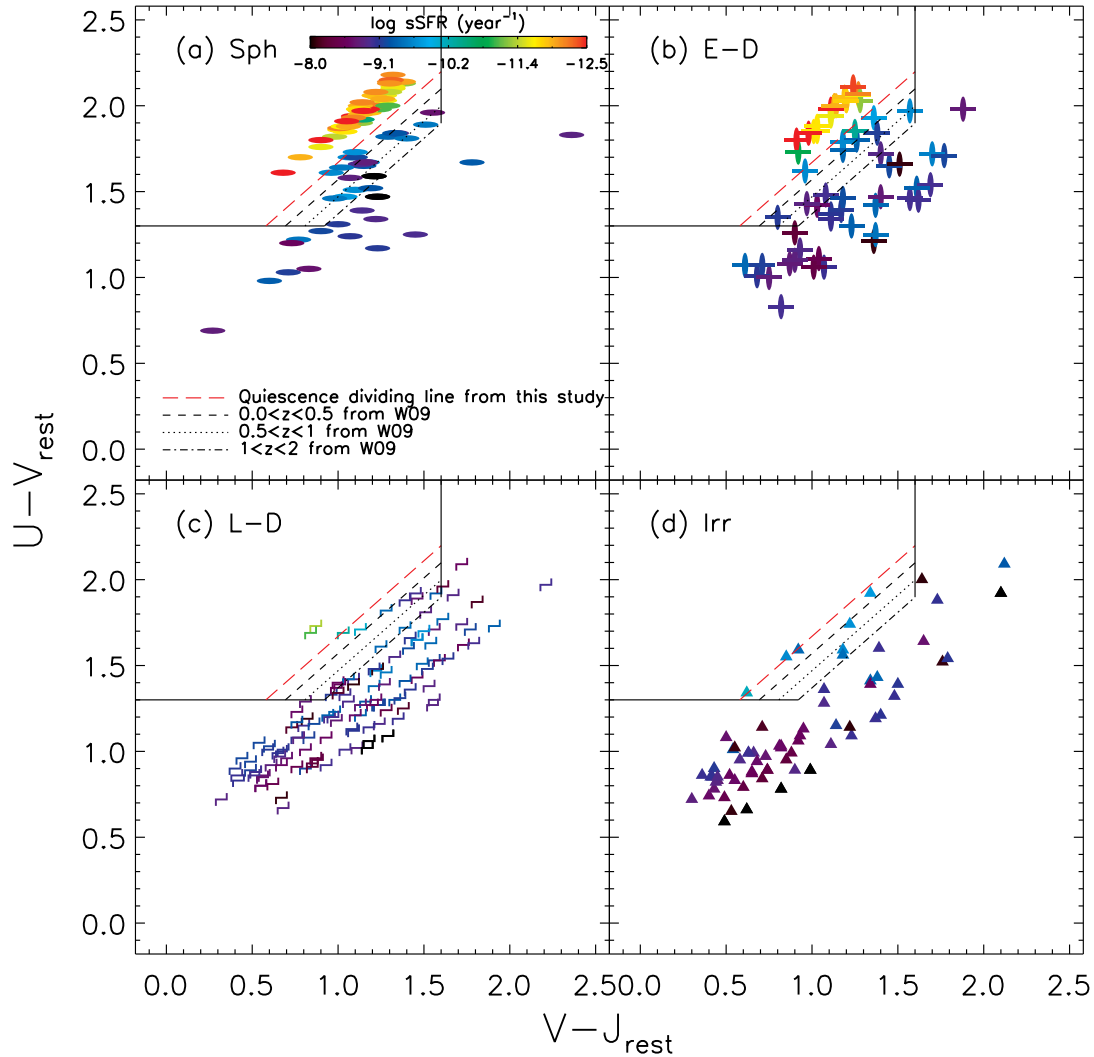 log sSFR (year⁻¹)
-8.0 -9.1 -10.2 -11.4 -12.5
(a) Sph
(b) E-D
2.5
2.0
1.5
1.0
0.5
0.0
Quiescence dividing line from this study
0.0<z<0.5 from W09
0.5<z<1 from W09
1<z<2 from W09
U-V_rest
(c) L-D
(d) Irr
2.5
2.0
1.5
1.0
0.5
0.0
0.0 0.5 1.0 1.5 2.0 2.5 0.0 0.5 1.0 1.5 2.0 2.5
V-J_rest